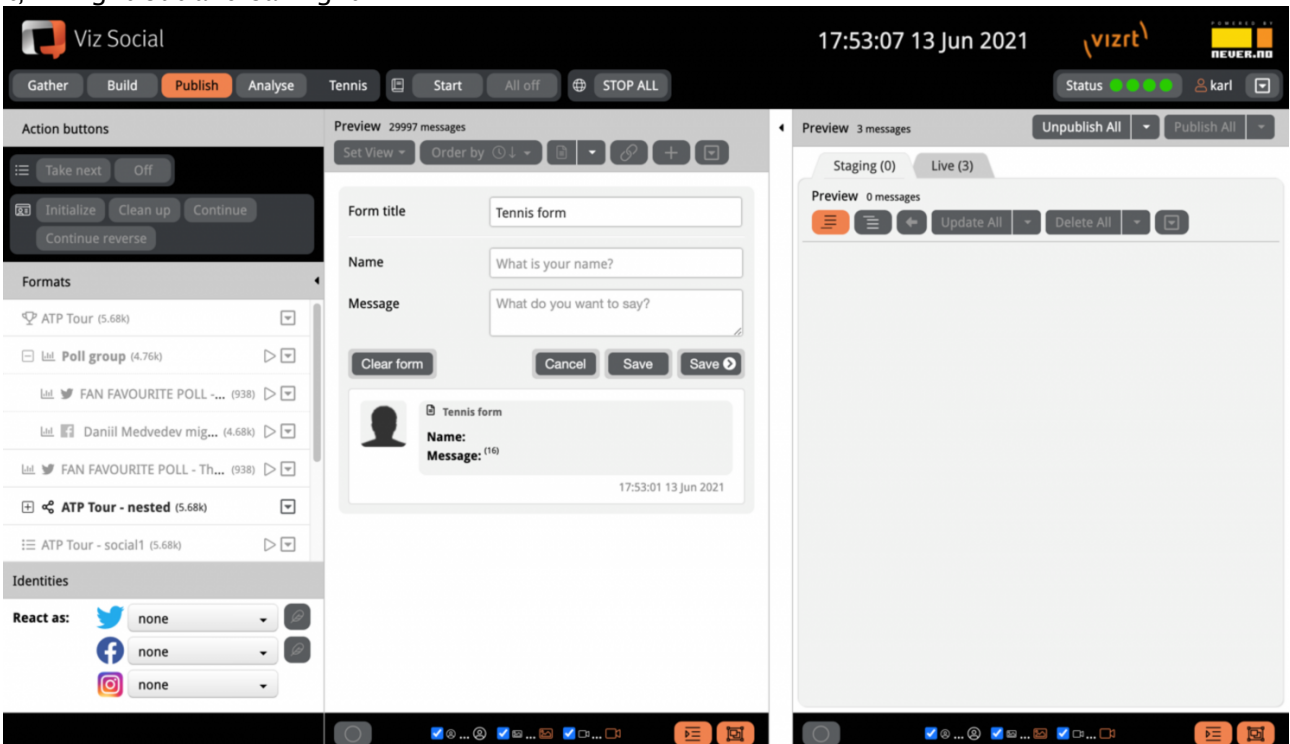 Viz Social
17:53:07 13 Jun 2021
vizrt
POWERED BY
NEVER.NO
Gather Build Publish Analyse Tennis Start All off STOP ALL
Status karl
Action buttons
Take next Off
Initialize Clean up Continue
Continue reverse
Formats
ATP Tour (5.68k)
Poll group (4.76k)
FAN FAVOURITE POLL -... (938)
Daniil Medvedev mig... (4.68k)
FAN FAVOURITE POLL - Th... (938)
ATP Tour - nested (5.68k)
ATP Tour - social1 (5.68k)
Identities
React as: none
none
none
Preview 29997 messages
Set View Order by
Form title Tennis form
Name What is your name?
Message What do you want to say?
Clear form Cancel Save Save
Tennis form
Name:
Message: (16)
17:53:01 13 Jun 2021
... ... ...
Preview 3 messages Unpublish All Publish All
Staging (0) Live (3)
Preview 0 messages
Update All Delete All
... ... ...